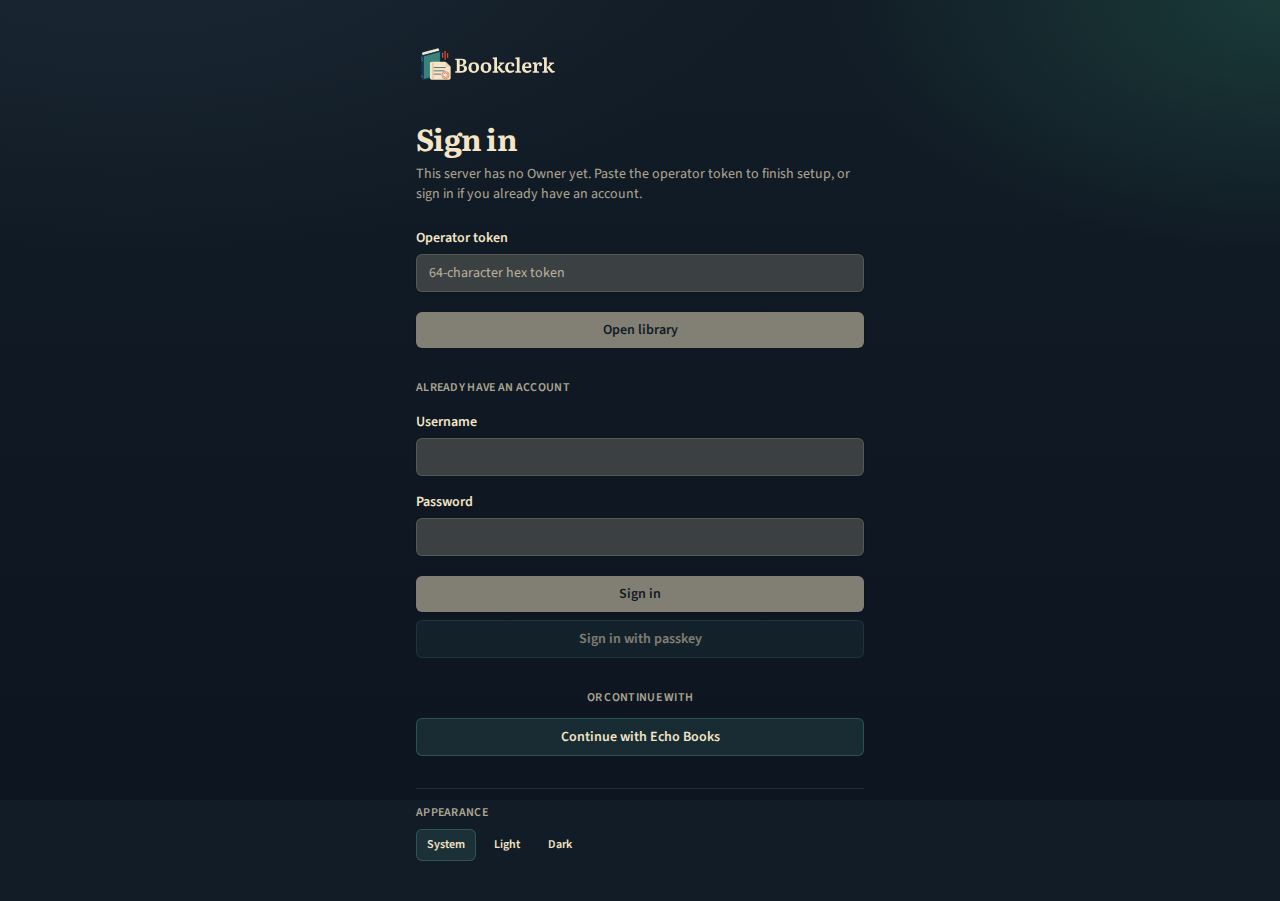 Bookclerk
Sign in
This server has no Owner yet. Paste the operator token to finish setup, or
sign in if you already have an account.
Operator token
64-character hex token
Open library
ALREADY HAVE AN ACCOUNT
Username
Password
Sign in
Sign in with passkey
OR CONTINUE WITH
Continue with Echo Books
APPEARANCE
System Light Dark